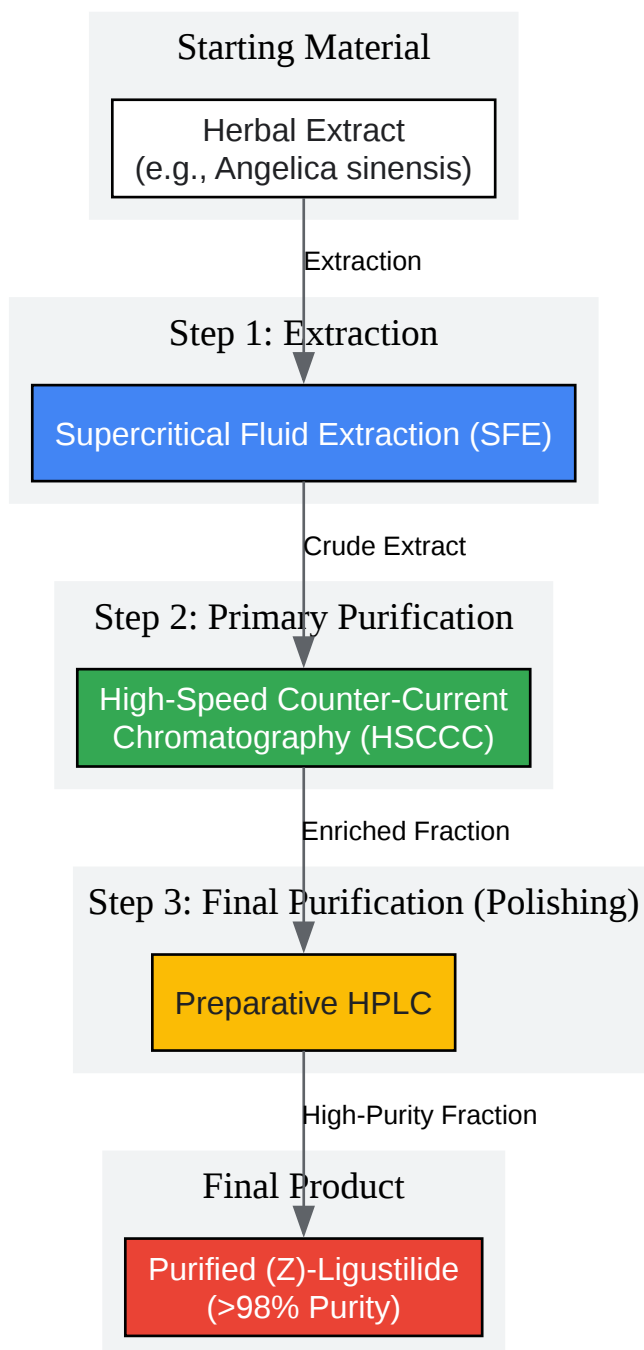 Starting Material
Herbal Extract
(e.g., Angelica sinensis)
Extraction
Step 1: Extraction
Supercritical Fluid Extraction (SFE)
Crude Extract
Step 2: Primary Purification
High-Speed Counter-Current
Chromatography (HSCCC)
Enriched Fraction
Step 3: Final Purification (Polishing)
Preparative HPLC
High-Purity Fraction
Final Product
Purified (Z)-Ligustilide
(>98% Purity)